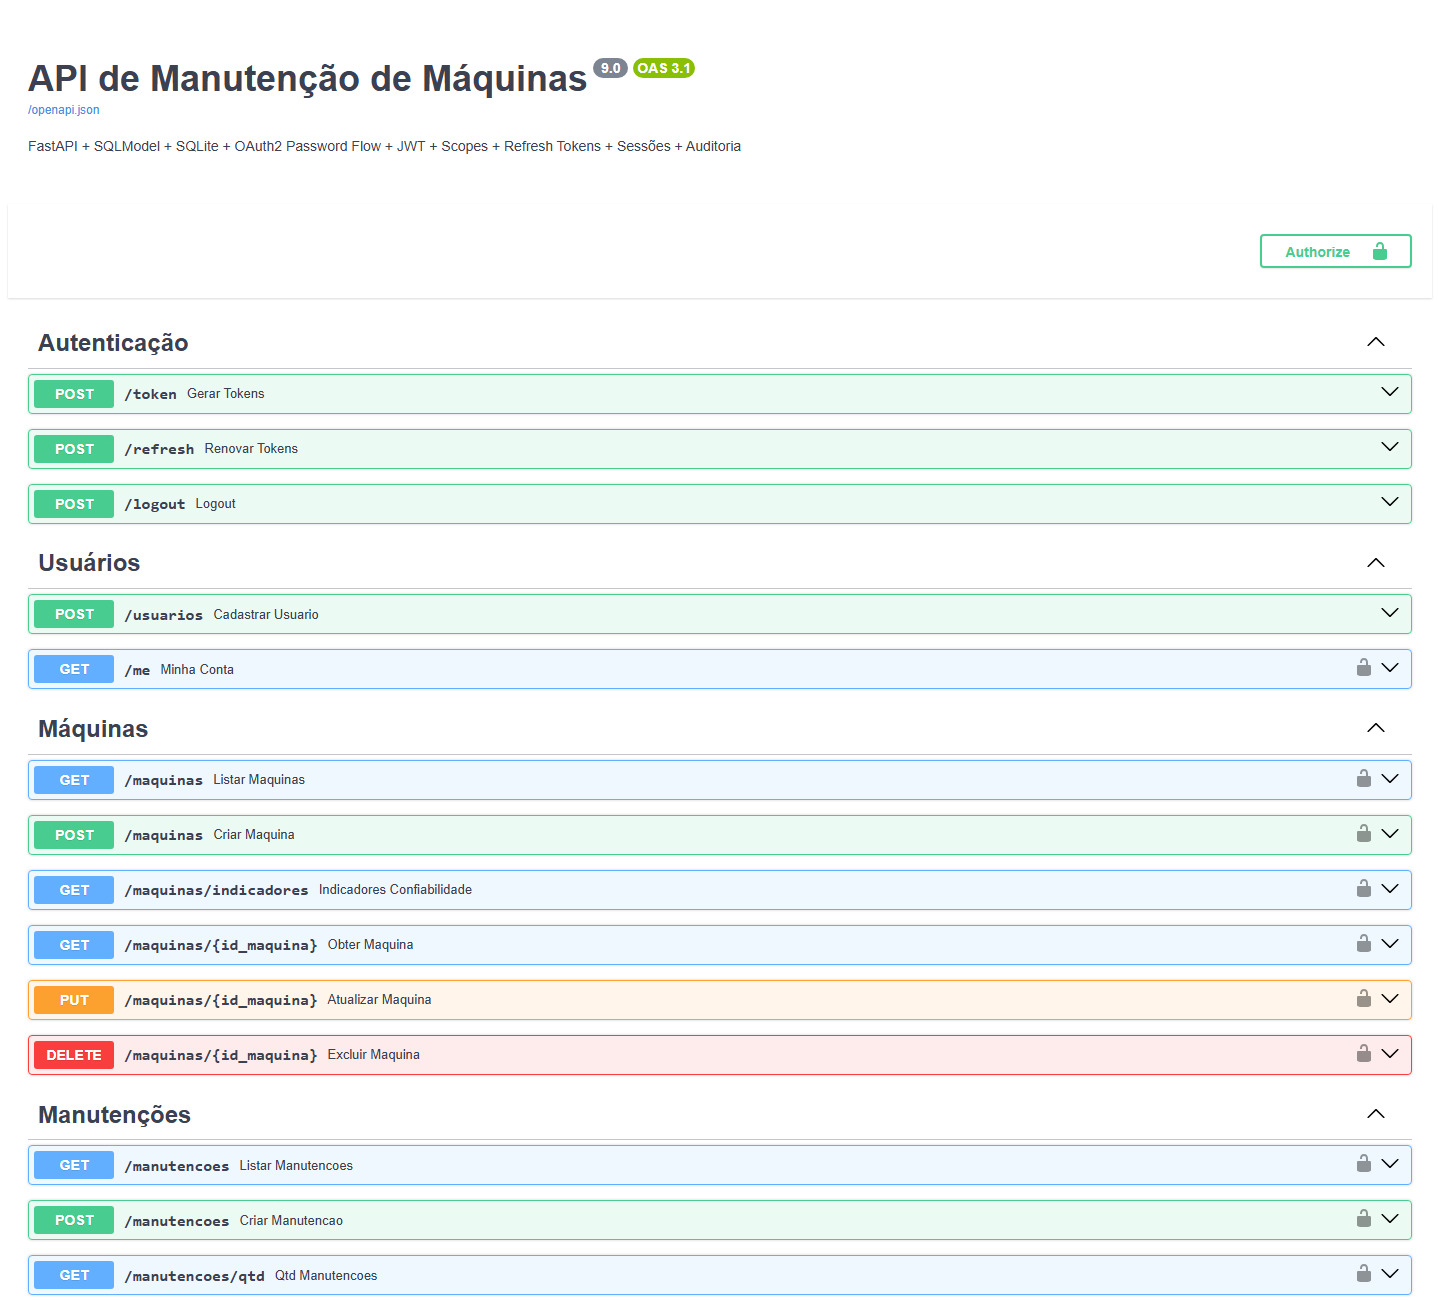 API de Manutenção de Máquinas 9.0 OAS 3.1
/openapi.json
FastAPI + SQLModel + SQLite + OAuth2 Password Flow + JWT + Scopes + Refresh Tokens + Sessões + Auditoria
Authorize
Autenticação
POST /token Gerar Tokens
POST /refresh Renovar Tokens
POST /logout Logout
Usuários
POST /usuarios Cadastrar Usuario
GET /me Minha Conta
Máquinas
GET /maquinas Listar Maquinas
POST /maquinas Criar Maquina
GET /maquinas/indicadores Indicadores Confiabilidade
GET /maquinas/{id_maquina} Obter Maquina
PUT /maquinas/{id_maquina} Atualizar Maquina
DELETE /maquinas/{id_maquina} Excluir Maquina
Manutenções
GET /manutencoes Listar Manutencoes
POST /manutencoes Criar Manutencao
GET /manutencoes/qtd Qtd Manutencoes